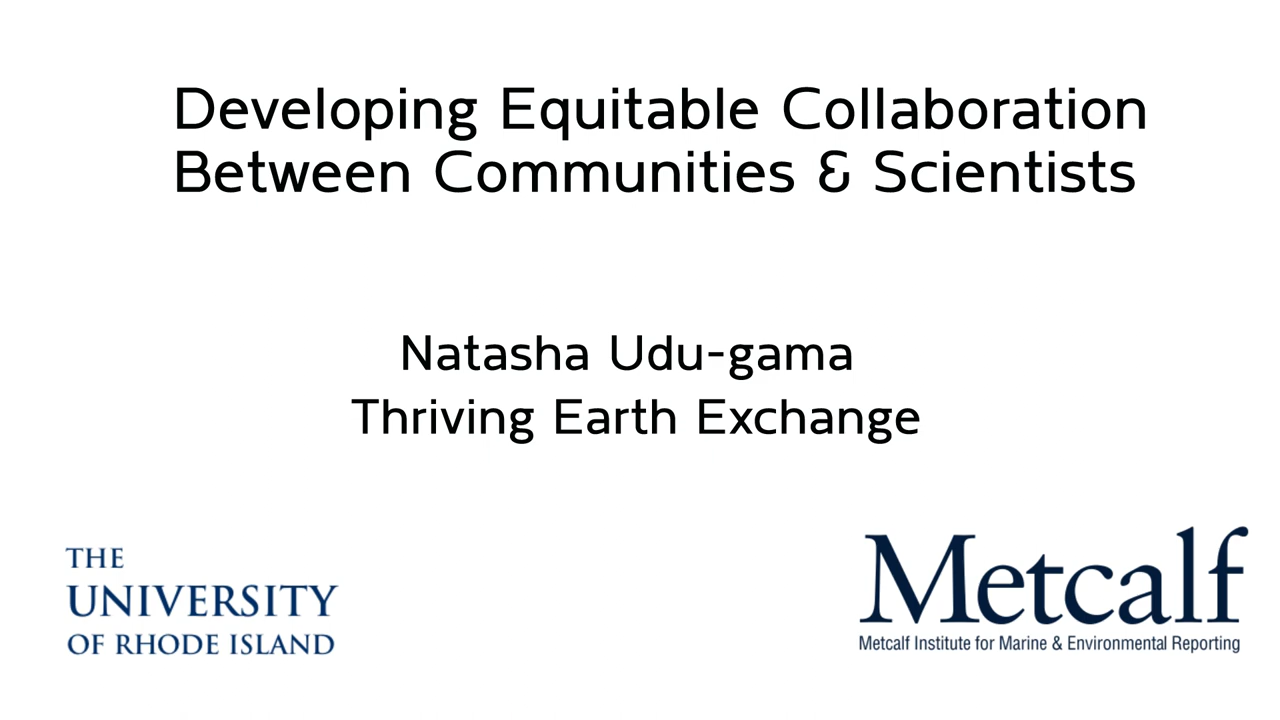 Developing Equitable Collaboration
Between Communities & Scientists
Natasha Udu-gama
Thriving Earth Exchange
THE
UNIVERSITY
OF RHODE ISLAND
Metcalf
Metcalf Institute for Marine & Environmental Reporting